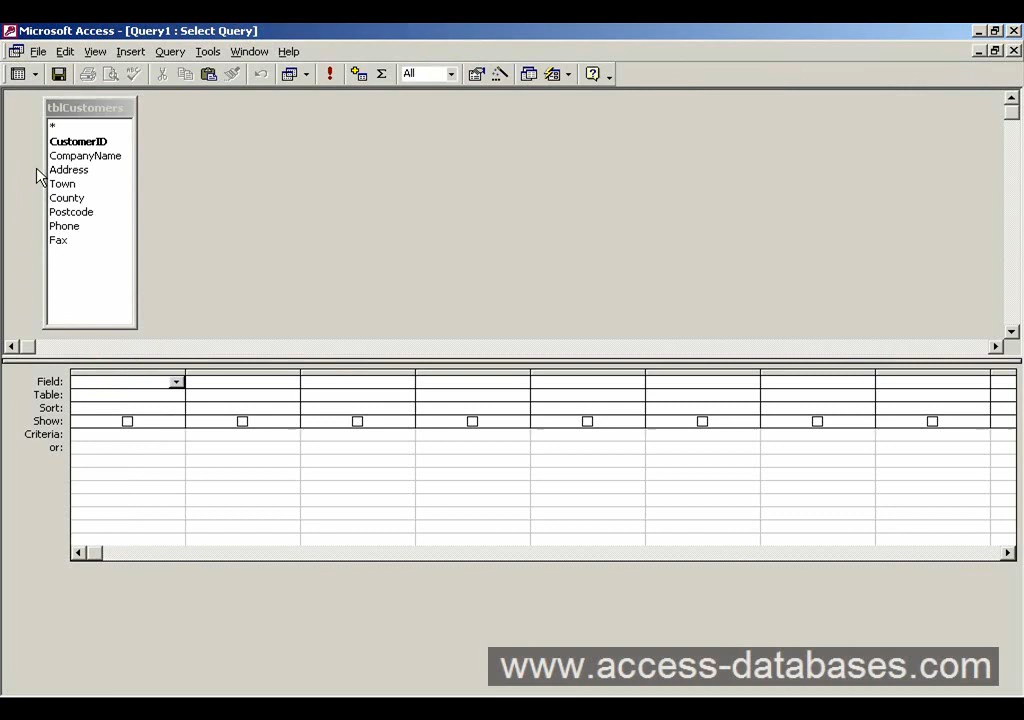 Microsoft Access - [Query1 : Select Query]
File Edit View Insert Query Tools Window Help
All
tblCustomers
*
CustomerID
CompanyName
Address
Town
County
Postcode
Phone
Fax
Field:
Table:
Sort:
Show:
Criteria:
or:
www.access-databases.com